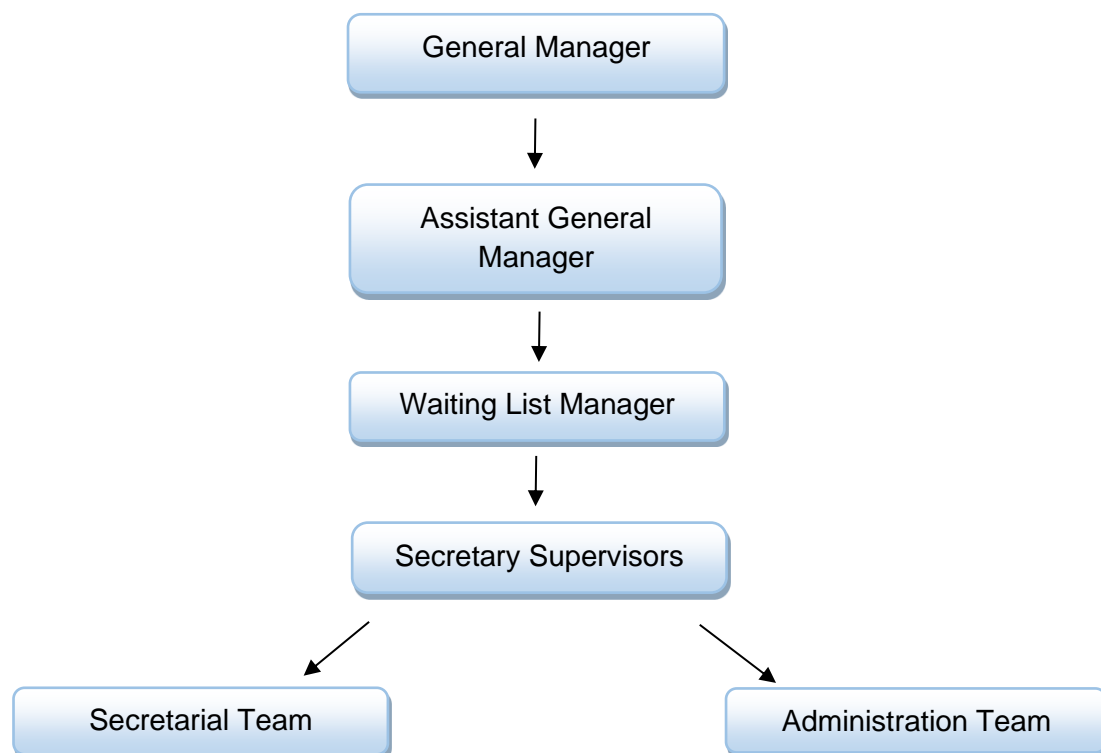 General Manager
Assistant General
Manager
Waiting List Manager
Secretary Supervisors
Secretarial Team
Administration Team